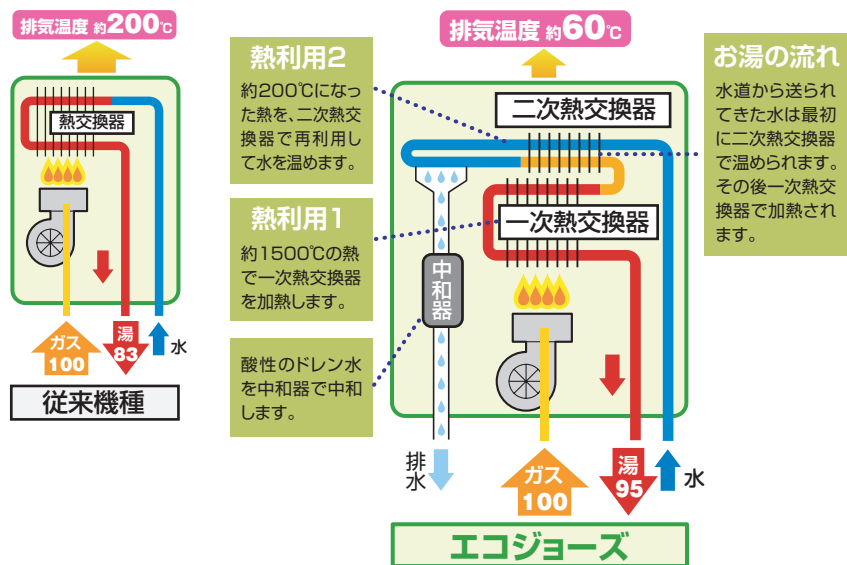 排気温度 約200℃
熱交換器
ガス
100
湯
83
水
従来機種
熱利用2
約200℃になっ
た熱を、二次熱交
換器で再利用し
て水を温めます。
熱利用1
約1500℃の熱
で一次熱交換器
を加熱します。
酸性のドレン水
を中和器で中和
します。
排気温度 約60℃
二次熱交換器
一次熱交換器
中和器
排水
ガス
100
湯
95
水
エコジョーズ
お湯の流れ
水道から送られ
てきた水は最初
に二次熱交換器
で温められます。
その後一次熱交
換器で加熱され
ます。